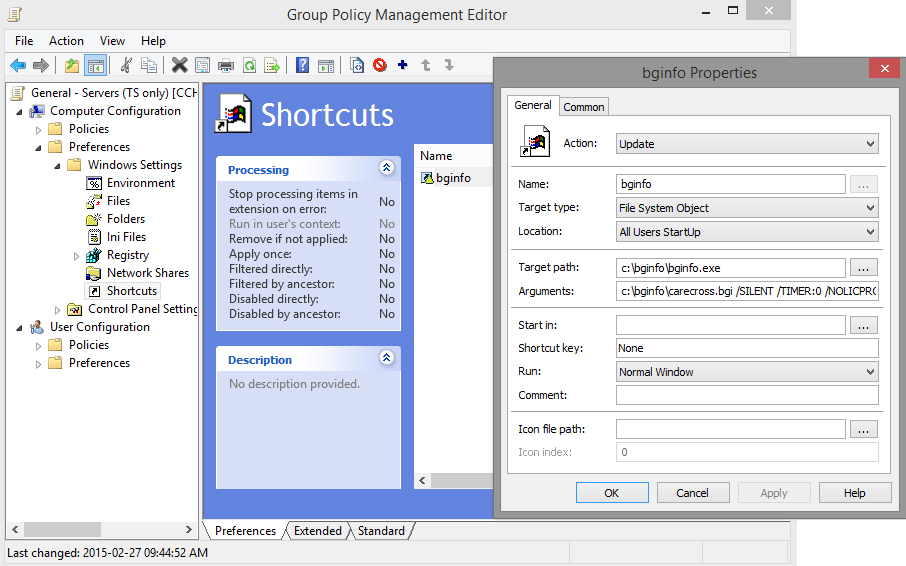 Group Policy Management Editor
File Action View Help
General - Servers (TS only) [CCH
Computer Configuration
Policies
Preferences
Windows Settings
Environment
Files
Folders
Ini Files
Registry
Network Shares
Shortcuts
Control Panel Setting
User Configuration
Policies
Preferences
Shortcuts
Processing
Stop processing items in
extension on error: No
Run in user's context: No
Remove if not applied: No
Apply once: No
Filtered directly: No
Filtered by ancestor: No
Disabled directly: No
Disabled by ancestor: No
Description
No description provided.
Name
bginfo
Preferences Extended Standard
Last changed: 2015-02-27 09:44:52 AM
bginfo Properties
General Common
Action: Update
Name: bginfo ...
Target type: File System Object
Location: All Users StartUp
Target path: c:\bginfo\bginfo.exe ...
Arguments: c:\bginfo\carecross.bgi /SILENT /TIMER:0 /NOLICPRO
Start in: ...
Shortcut key: None
Run: Normal Window
Comment:
Icon file path: ...
Icon index: 0
OK Cancel Apply Help